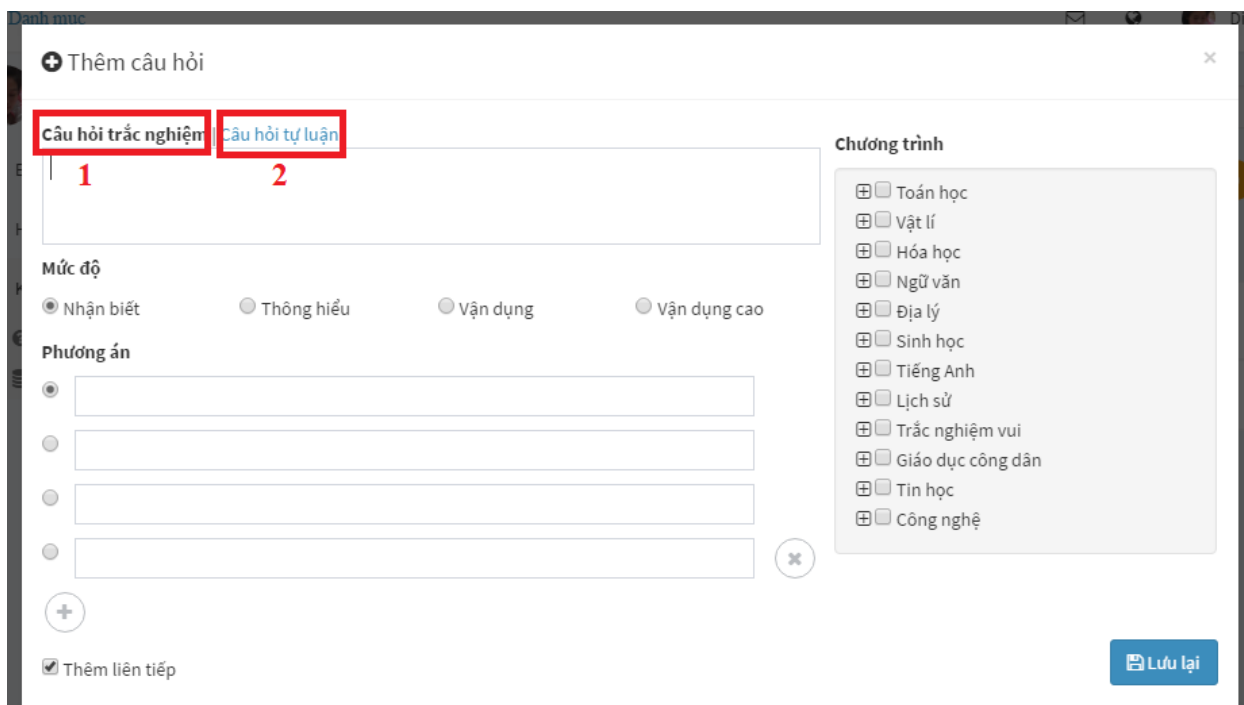 Danh mục
Thêm câu hỏi
×
Câu hỏi trắc nghiệm | Câu hỏi tự luận
1 2
Mức độ
Nhận biết Thông hiểu Vận dụng Vận dụng cao
Phương án
Thêm liên tiếp
Chương trình
Toán học
Vật lí
Hóa học
Ngữ văn
Địa lý
Sinh học
Tiếng Anh
Lịch sử
Trắc nghiệm vui
Giáo dục công dân
Tin học
Công nghệ
Lưu lại